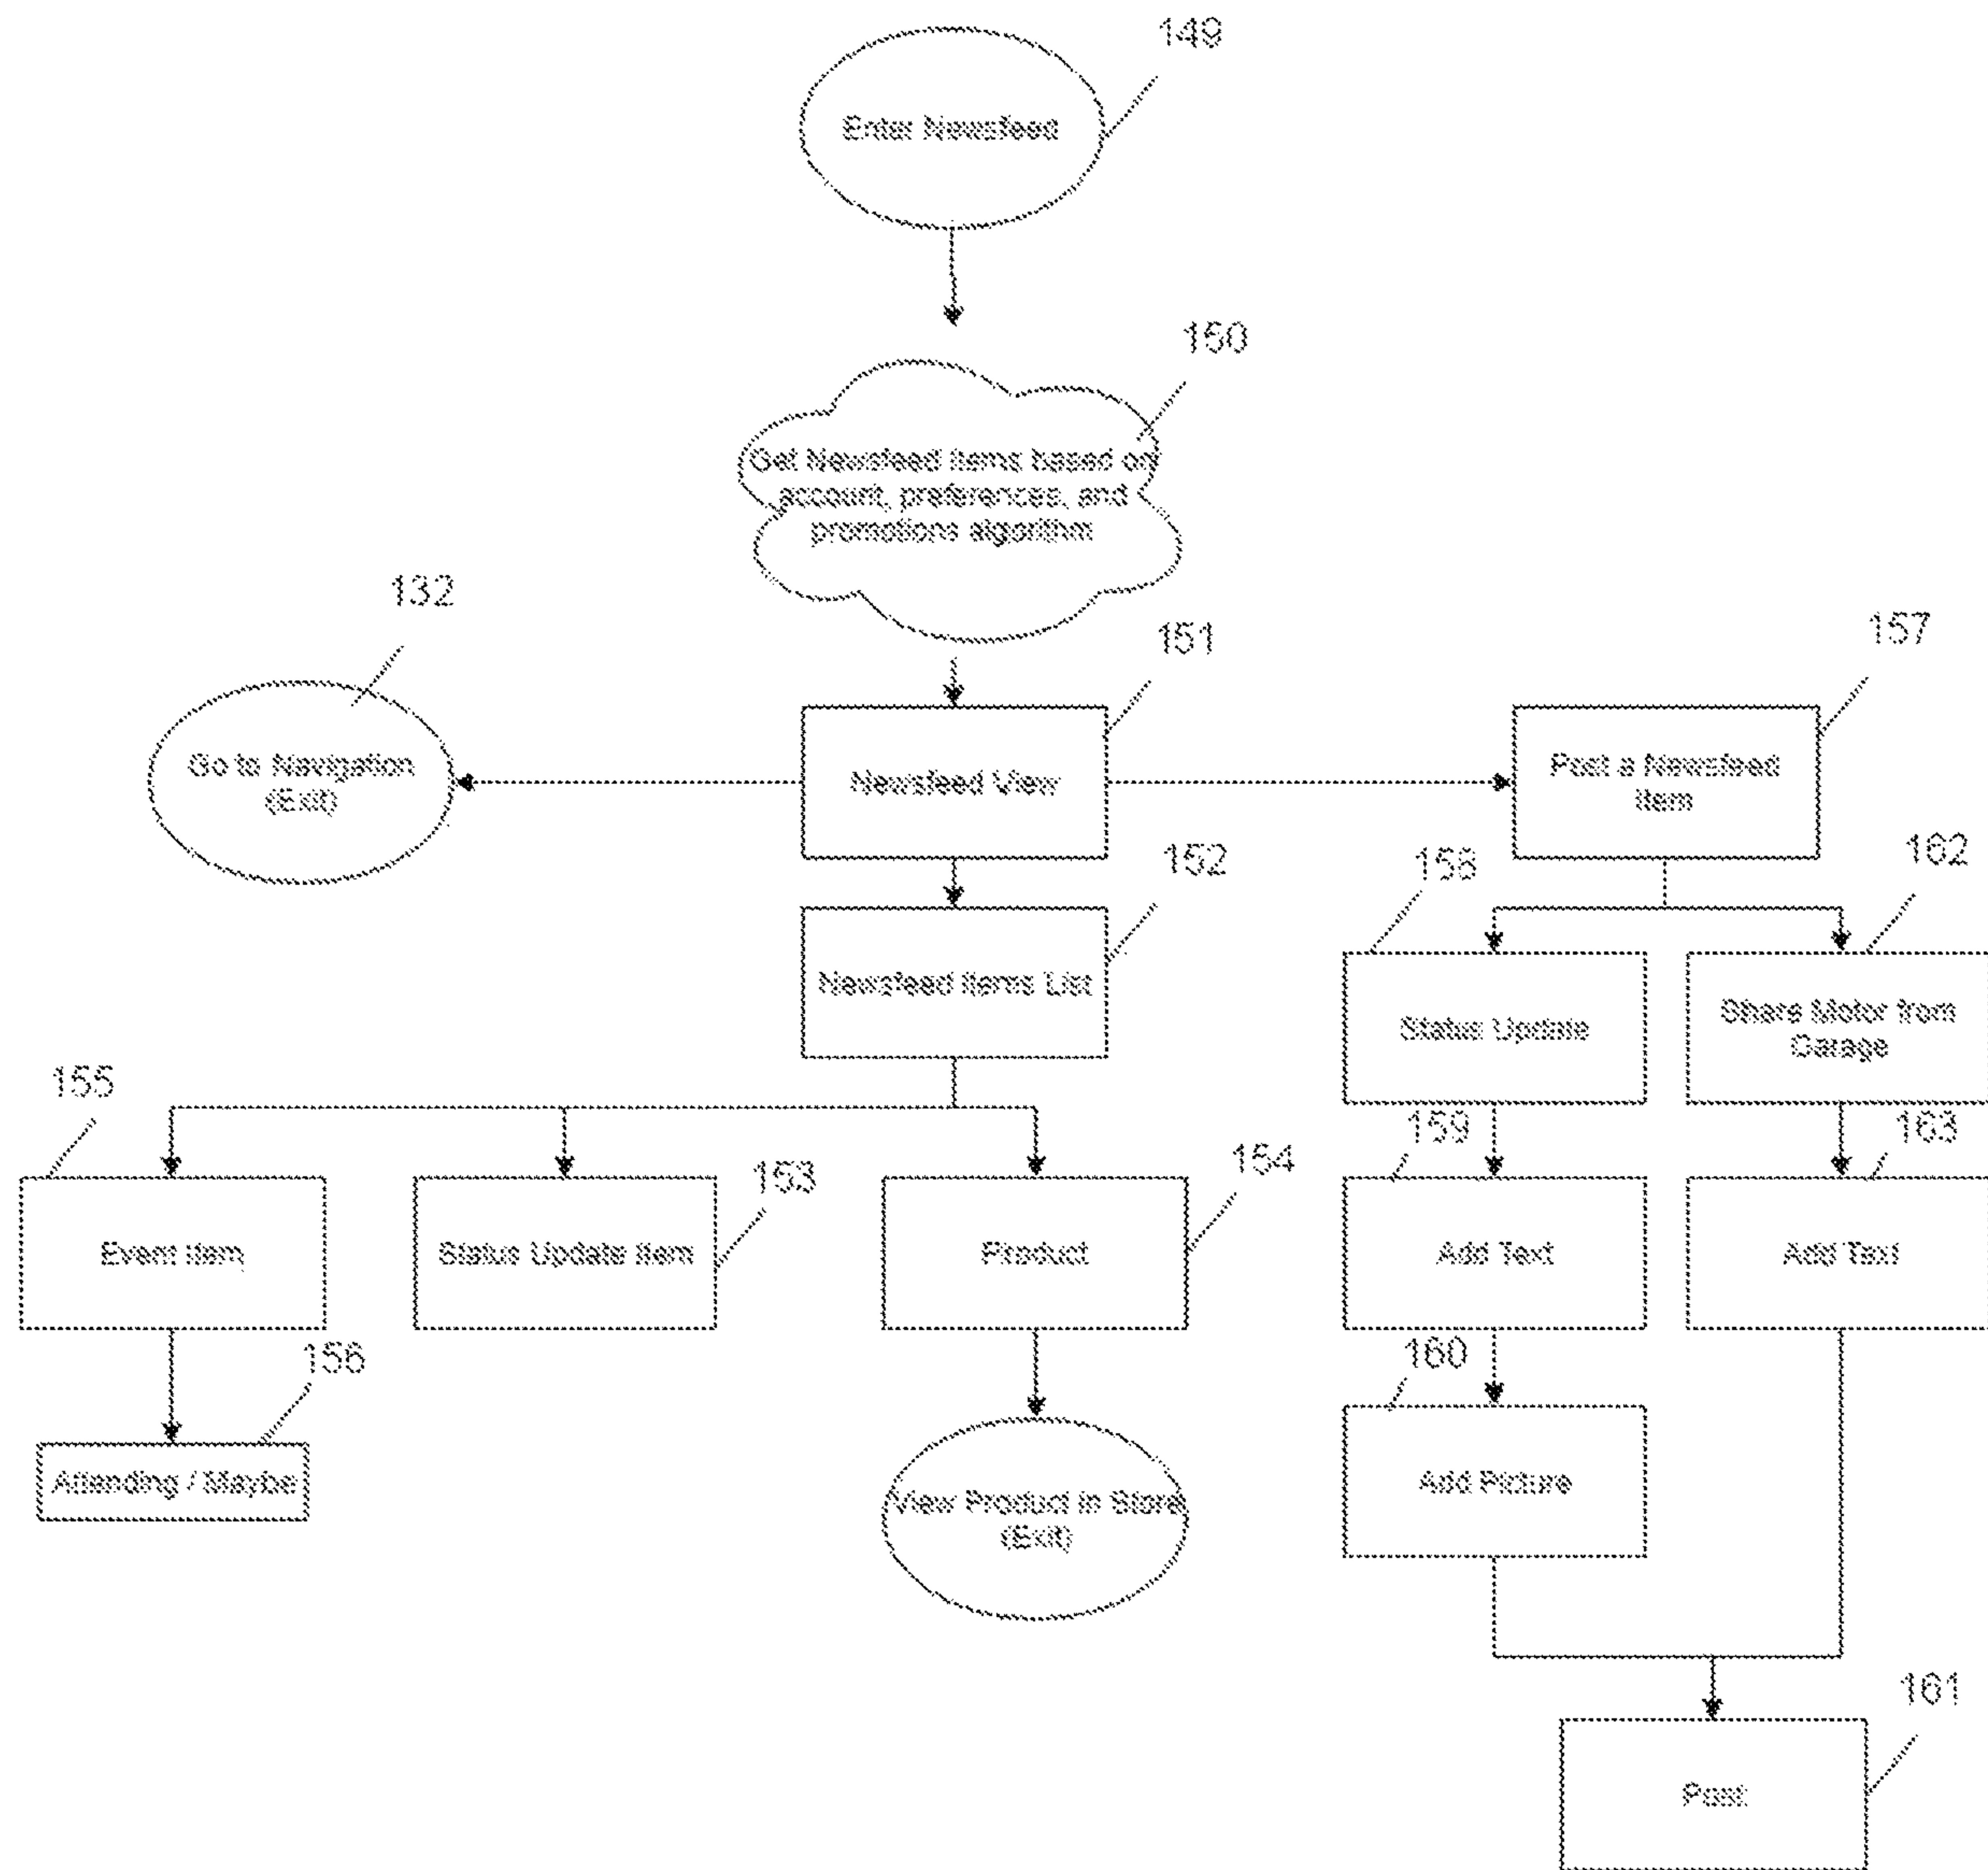 149
Enter Newsfeed
150
Get Newsfeed items based on
account, preferences, and
promotions algorithm
132
151
157
Go to Navigation
(Exit)
Newsfeed View
Post a Newsfeed
Item
152
158
162
Newsfeed Items List
Status Update
Share Motor from
Garage
155
153
154
159
163
Event Item
Status Update Item
Product
Add Text
Add Text
156
160
Attending / Maybe
View Product in Store
(Exit)
Add Picture
161
Post